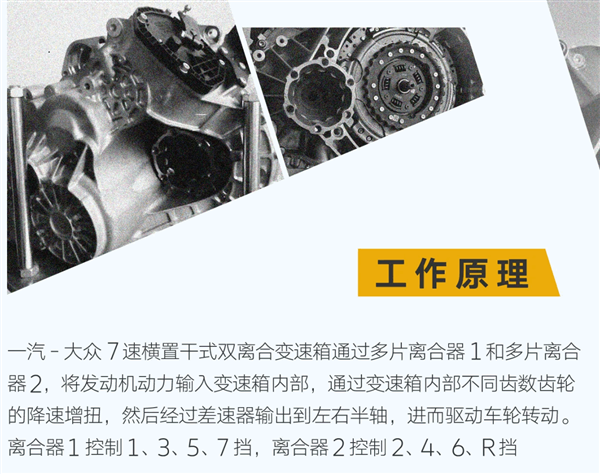 工作原理
一汽-大众7速横置干式双离合变速箱通过多片离合器1和多片离合
器2，将发动机动力输入变速箱内部，通过变速箱内部不同齿数齿轮
的降速增扭，然后经过差速器输出到左右半轴，进而驱动车轮转动。
离合器1控制1、3、5、7挡，离合器2控制2、4、6、R挡